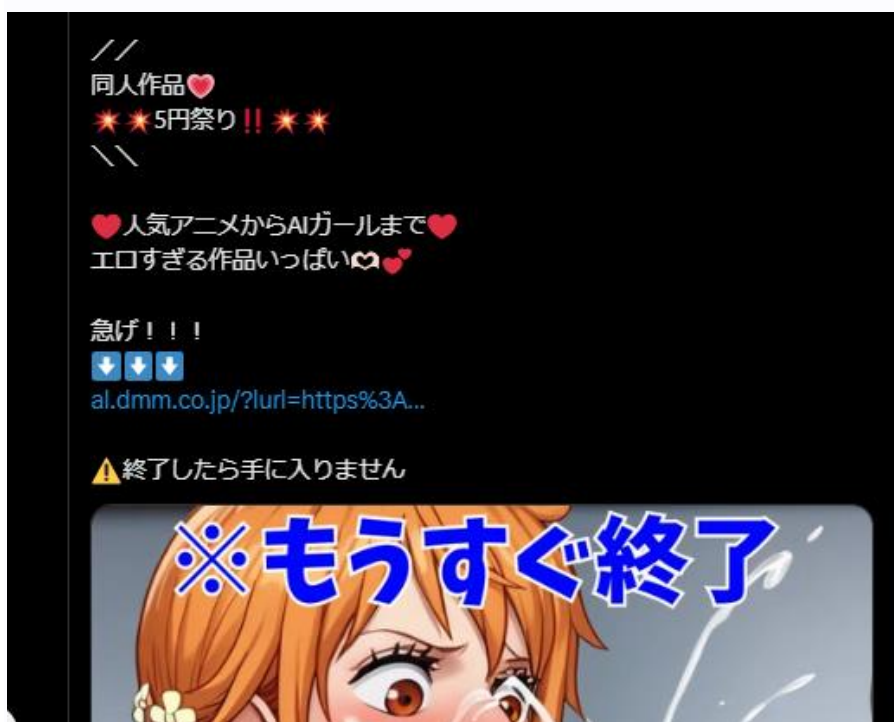 ／／
同人作品💗
💥💥5円祭り‼️💥💥
＼＼
❤️人気アニメからAIガールまで❤️
エロすぎる作品いっぱい🫶🏻💕
急げ！！！
⬇️⬇️⬇️
al.dmm.co.jp/?lurl=https%3A...
⚠️終了したら手に入りません
※もうすぐ終了